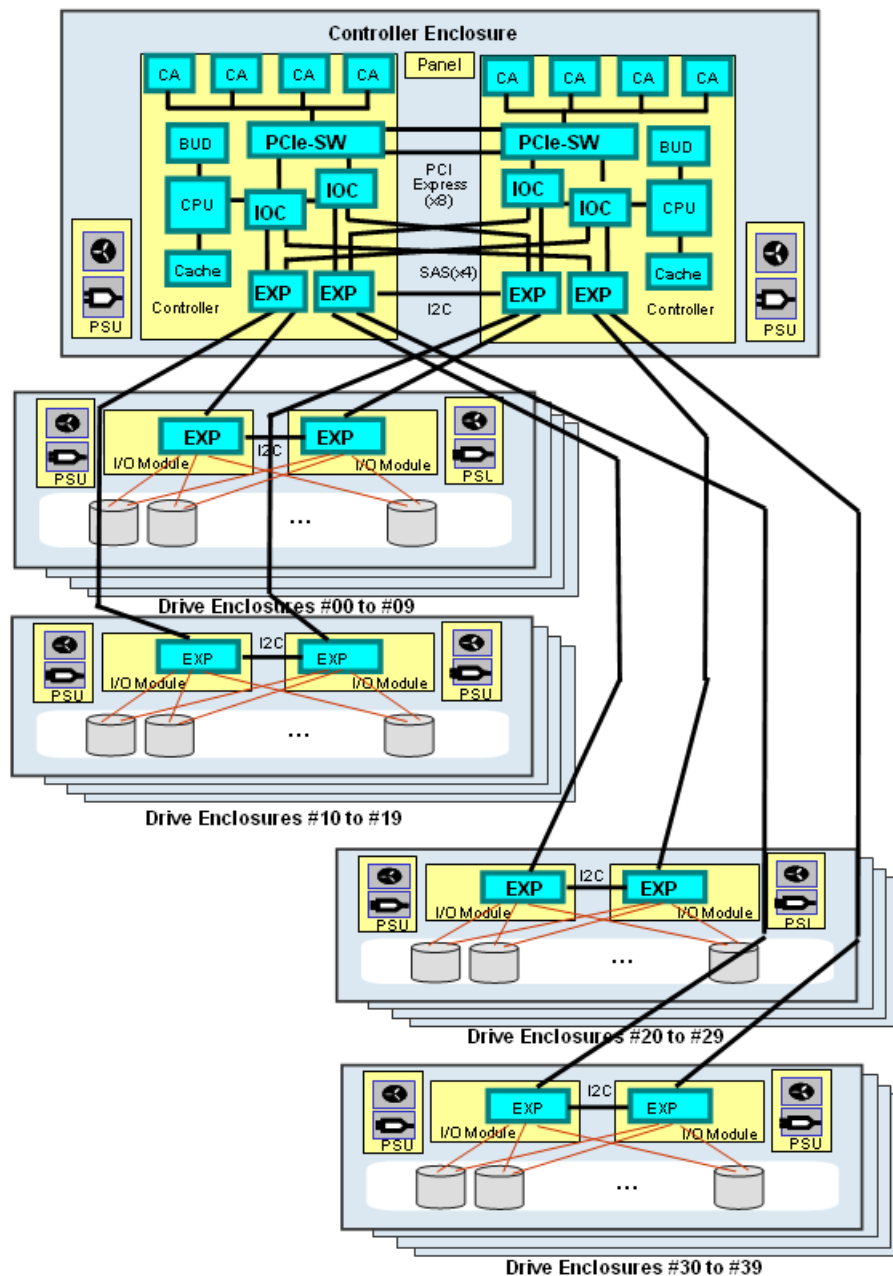 Controller Enclosure
CA CA CA CA Panel CA CA CA CA
PCIe-SW PCIe-SW
BUD BUD
PCI
Express
(x8)
IOC IOC
CPU IOC IOC CPU
Cache SAS(x4) Cache
EXP EXP EXP EXP
Controller I2C Controller
PSU PSU
EXP EXP
I2C
I/O Module I/O Module
PSU PSL
...
Drive Enclosures #00 to #09
I2C
EXP EXP
I/O Module I/O Module
PSU PSU
...
Drive Enclosures #10 to #19
I2C
EXP EXP
I/O Module I/O Module
PSU PSI
...
Drive Enclosures #20 to #29
I2C
EXP EXP
I/O Module I/O Module
PSU PSU
...
Drive Enclosures #30 to #39